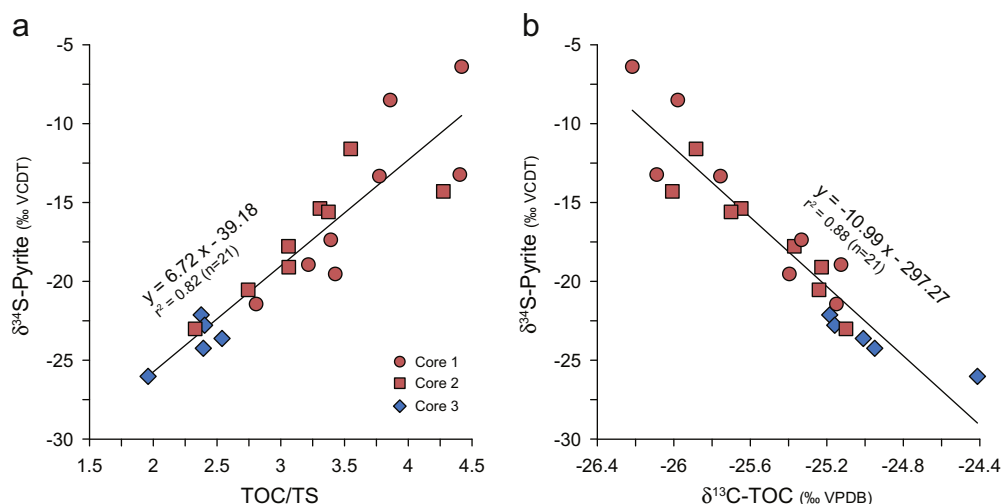 a
δ³⁴S-Pyrite (‰ VCDT)
-5
-10
-15
-20
-25
-30
y = 6.72 x - 39.18
r² = 0.82 (n=21)
Core 1
Core 2
Core 3
1.5 2 2.5 3 3.5 4 4.5
TOC/TS
b
δ³⁴S-Pyrite (‰ VCDT)
-5
-10
-15
-20
-25
-30
y = -10.99 x - 297.27
r² = 0.88 (n=21)
-26.4 -26 -25.6 -25.2 -24.8 -24.4
δ¹³C-TOC (‰ VPDB)